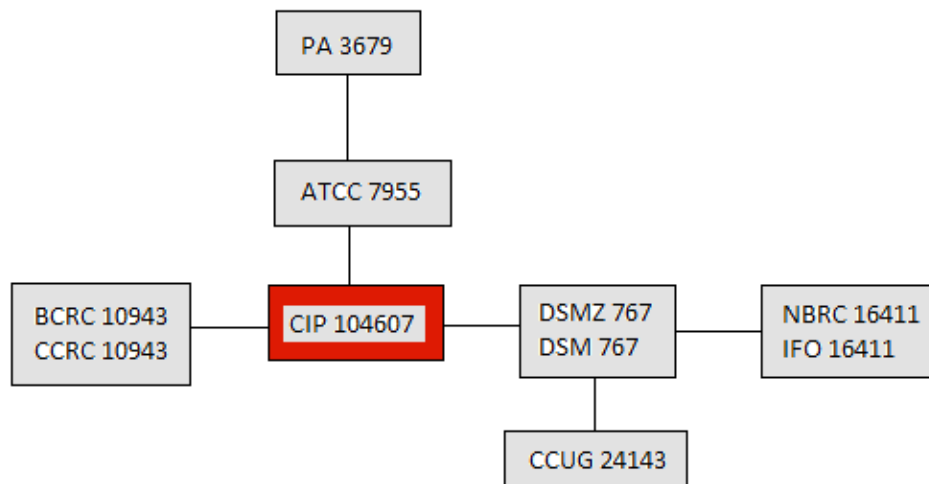 PA 3679
ATCC 7955
BCRC 10943
CCRC 10943
CIP 104607
DSMZ 767
DSM 767
NBRC 16411
IFO 16411
CCUG 24143